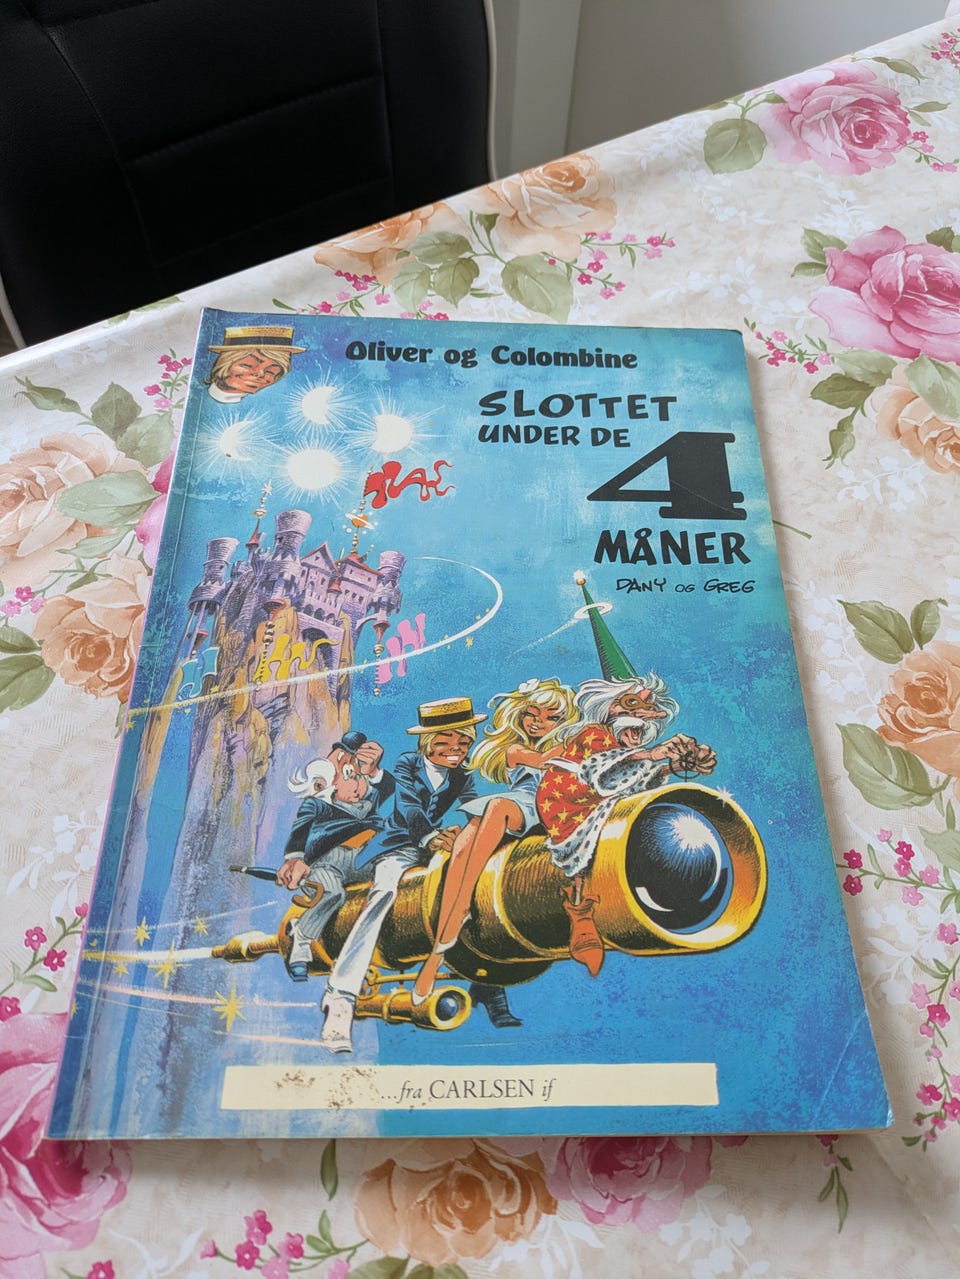 Oliver og Colombine
SLOTTET
UNDER DE
4
MÅNER
DANY OG GREG
...fra CARLSEN if